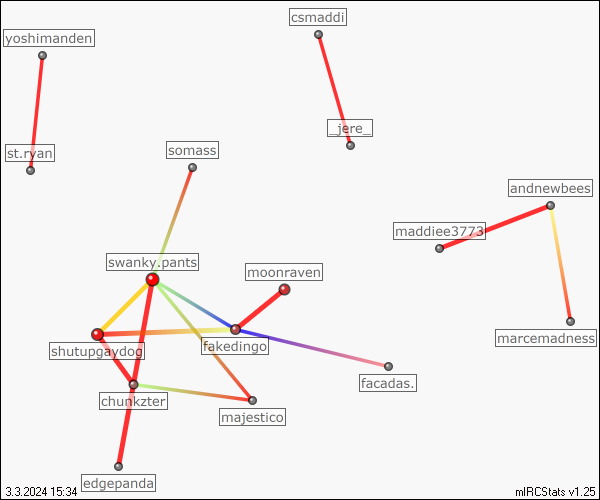 csmaddi
yoshimanden
_jere_
somass
st.ryan
andnewbees
maddiee3773
swanky.pants
moonraven
marcemadness
fakedingo
shutupgaydog
facadas.
chunkzter
majestico
edgepanda
3.3.2024 15:34
mIRCStats v1.25